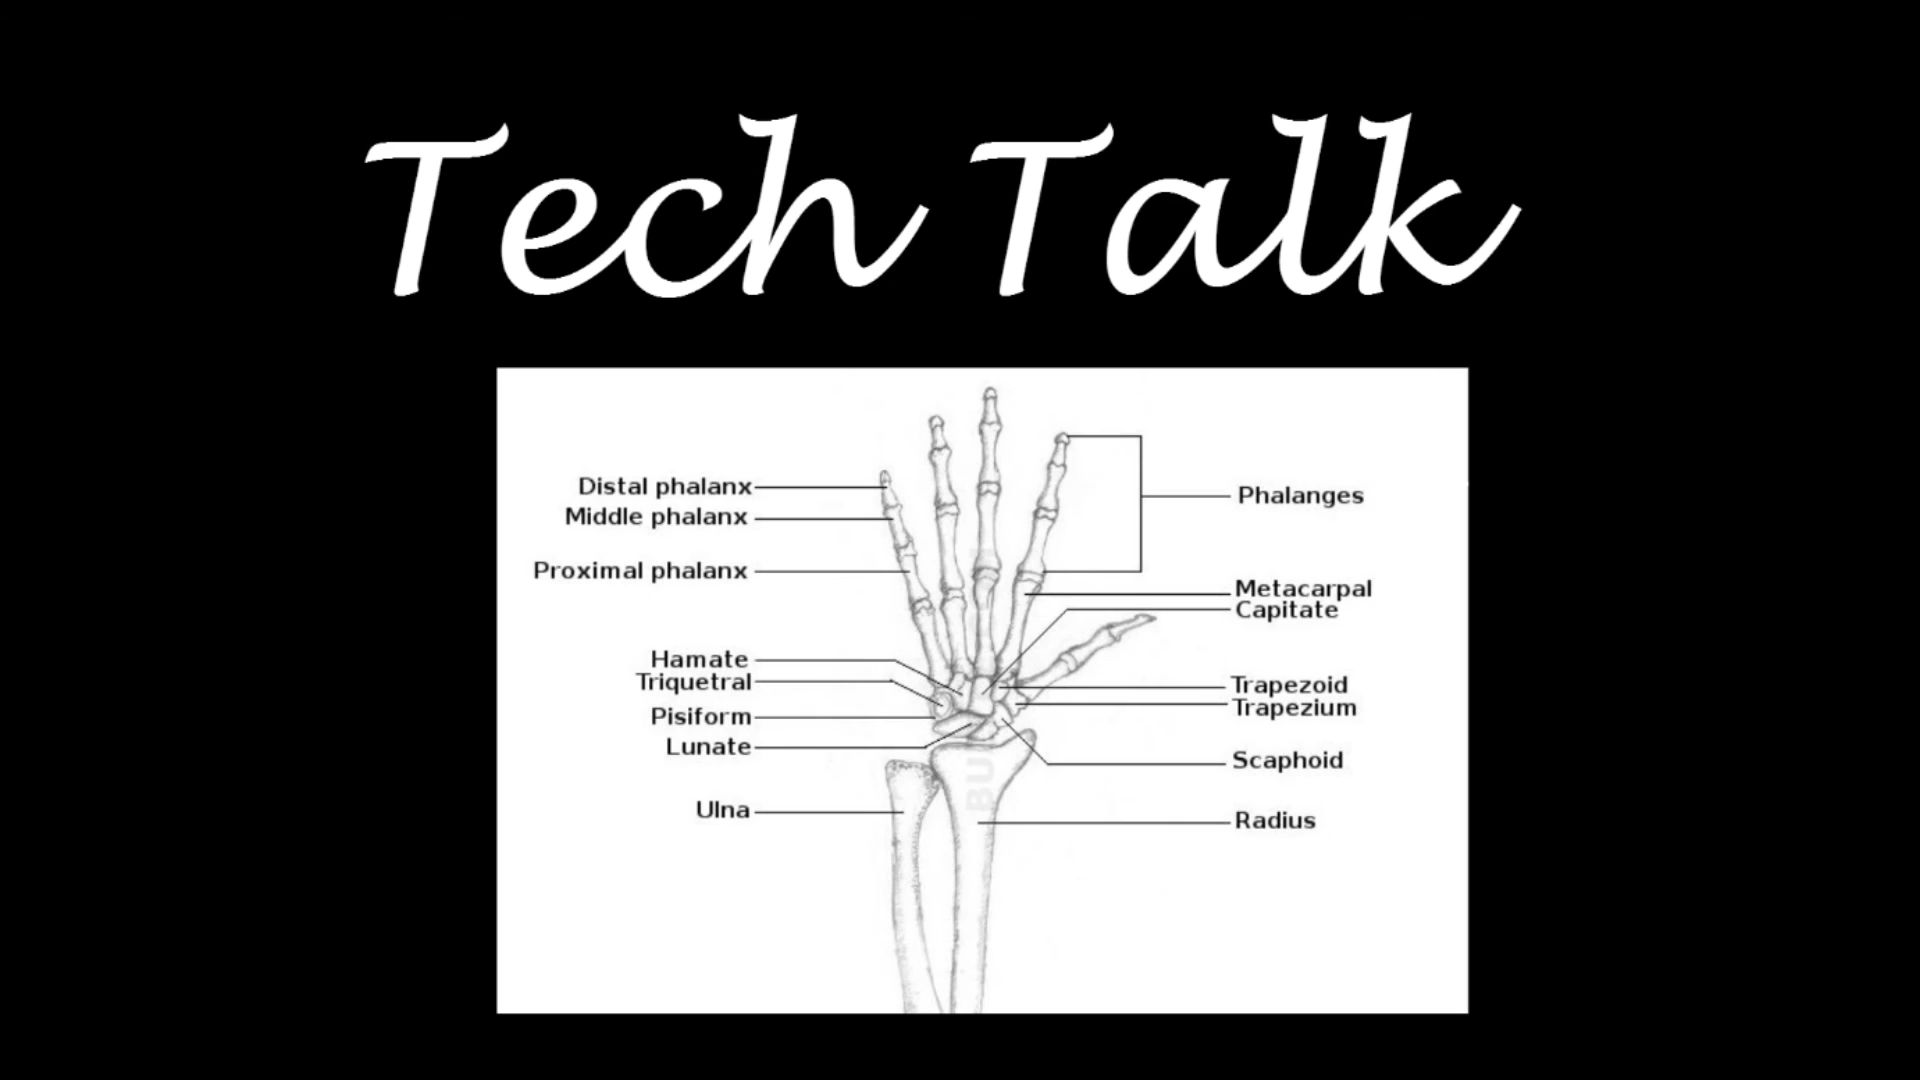 Tech Talk
Distal phalanx
Middle phalanx
Proximal phalanx
Hamate
Triquetral
Pisiform
Lunate
Ulna
Phalanges
Metacarpal
Capitate
Trapezoid
Trapezium
Scaphoid
Radius